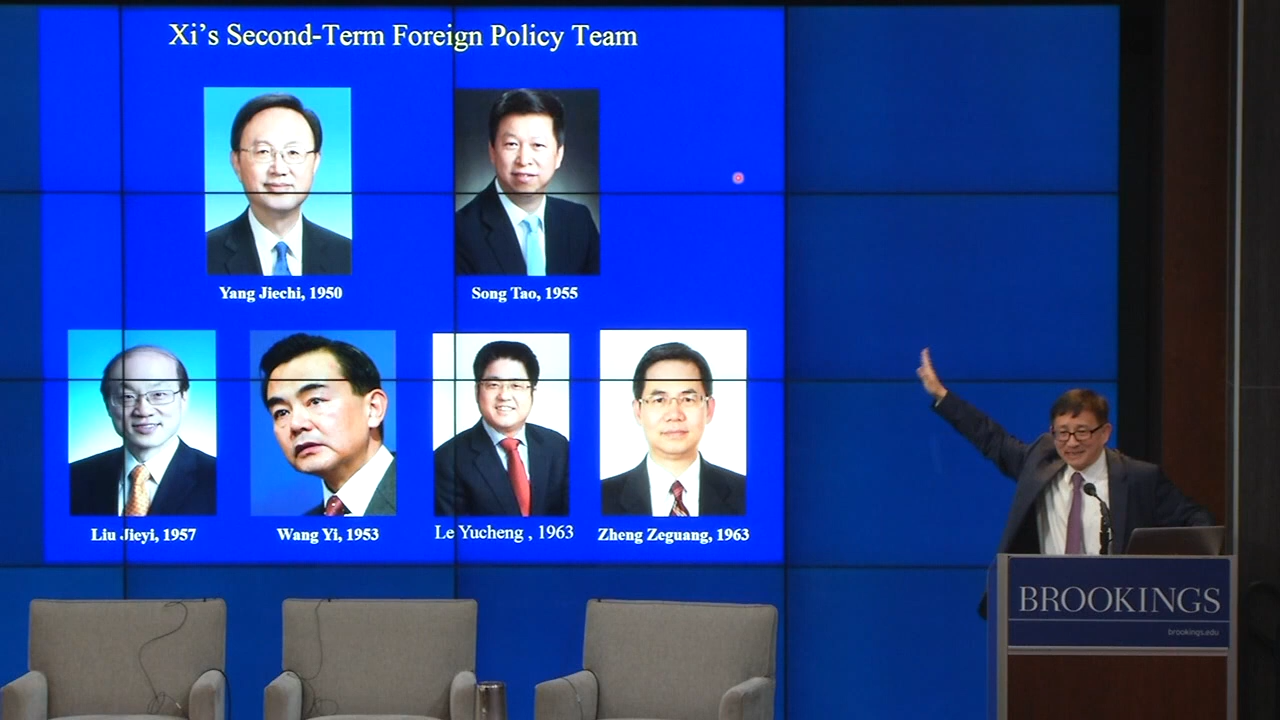 Xi's Second-Term Foreign Policy Team
Yang Jiechi, 1950
Song Tao, 1955
Liu Jieyi, 1957
Wang Yi, 1953
Le Yucheng , 1963
Zheng Zeguang, 1963
BROOKINGS
brookings.edu